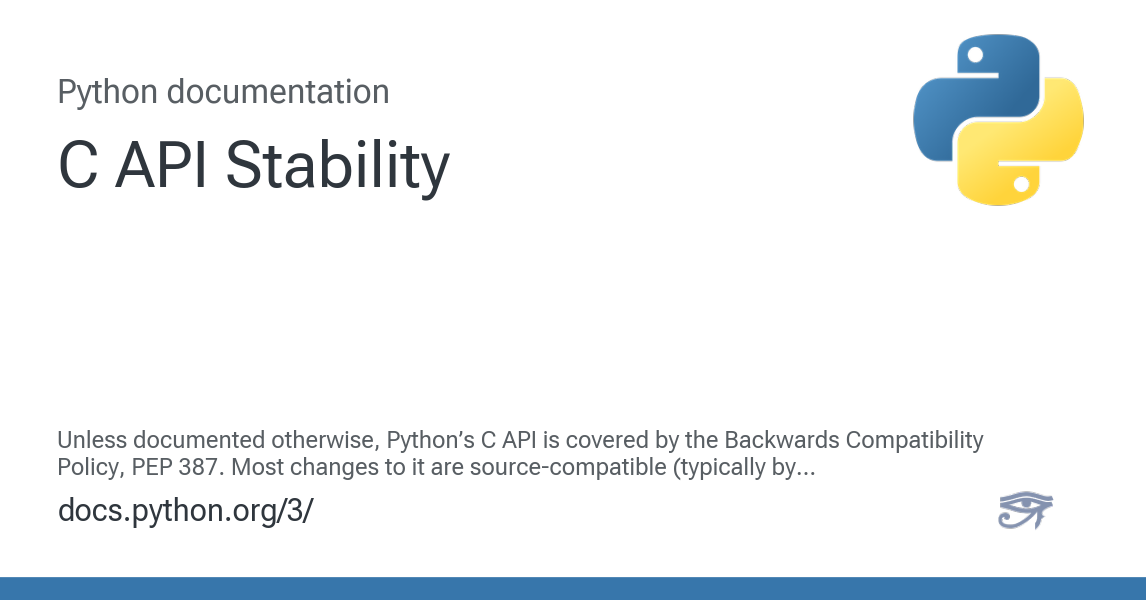 Python documentation
C API Stability
Unless documented otherwise, Python’s C API is covered by the Backwards Compatibility
Policy, PEP 387. Most changes to it are source-compatible (typically by...
docs.python.org/3/